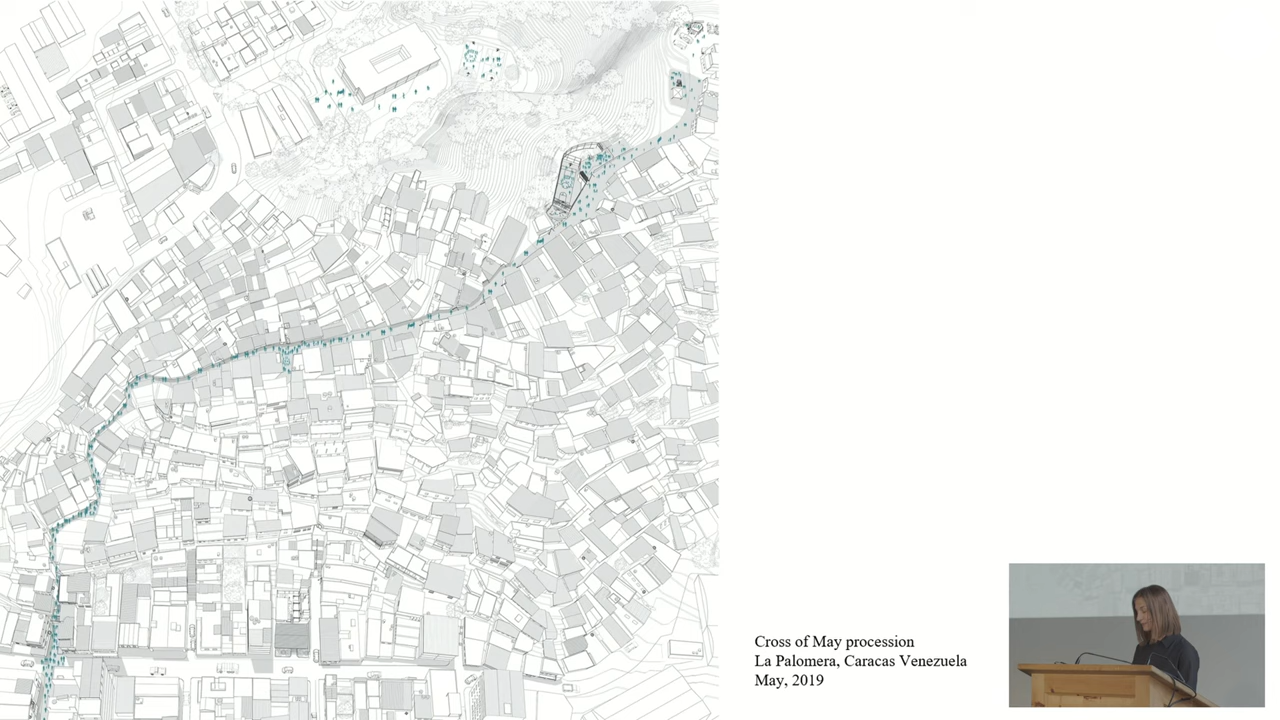 Cross of May procession
La Palomera, Caracas Venezuela
May, 2019